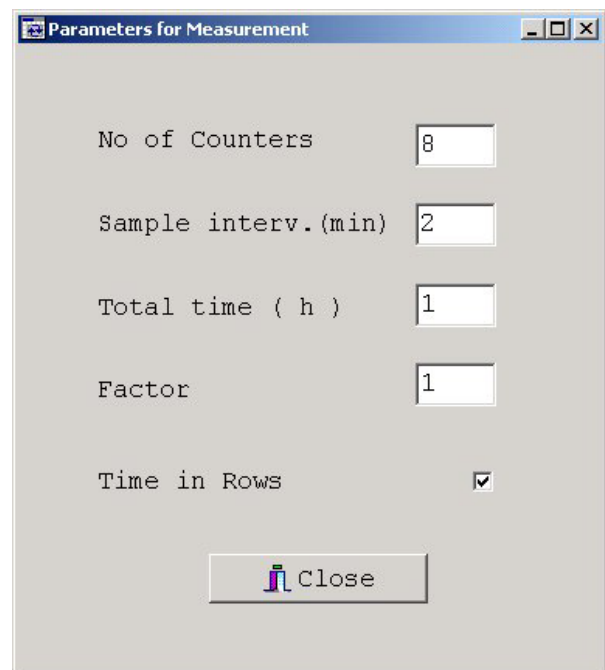 Parameters for Measurement
No of Counters 8
Sample interv.(min) 2
Total time ( h ) 1
Factor 1
Time in Rows
Close